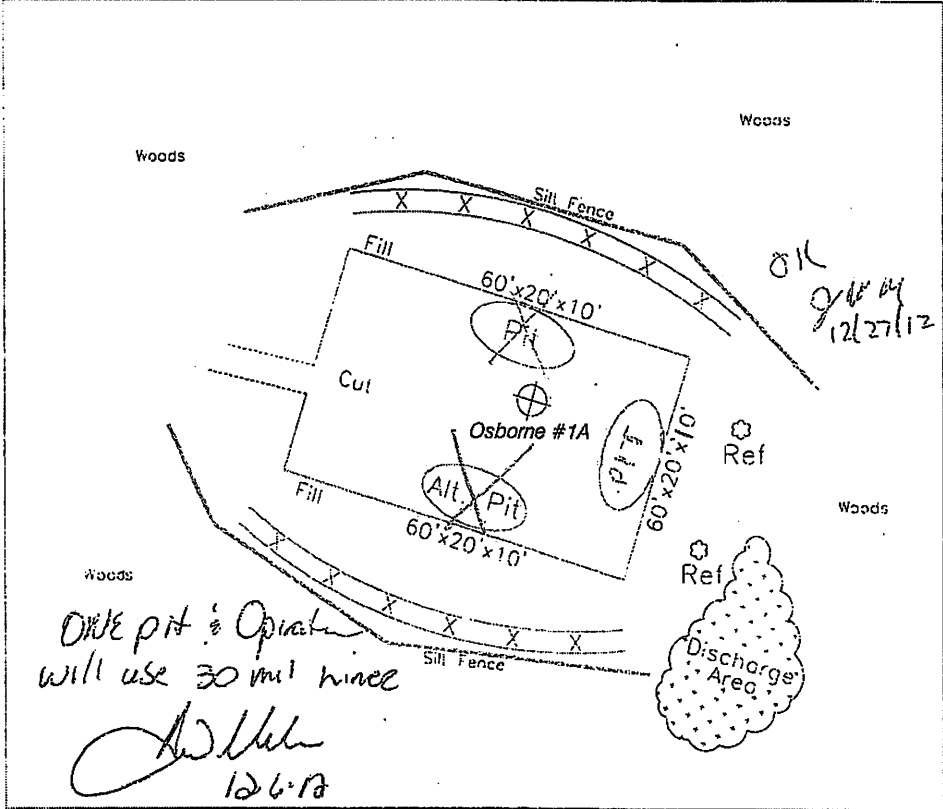 Woods
Woods
Sill Fence
Fill
60'x20'x10'
Pit
OK
12/27/12
Cut
Osborne #1A
Pit
60'x20'x10'
Ref
Alt. Pit
Fill
60'x20'x10'
Woods
Ref
Woods
ONE pit & Operator
will use 30 mil liner
Sill Fence
Discharge
Area
12-6-12